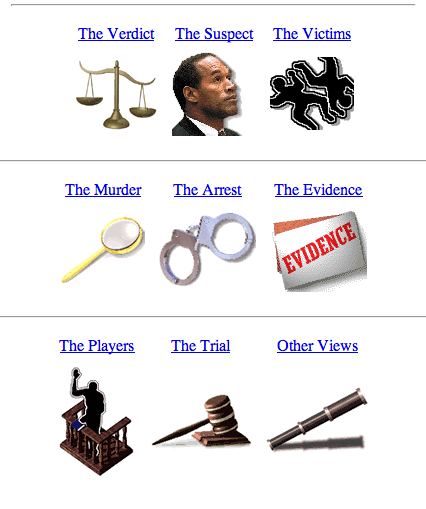 The Verdict The Suspect The Victims
The Murder The Arrest The Evidence
EVIDENCE
The Players The Trial Other Views